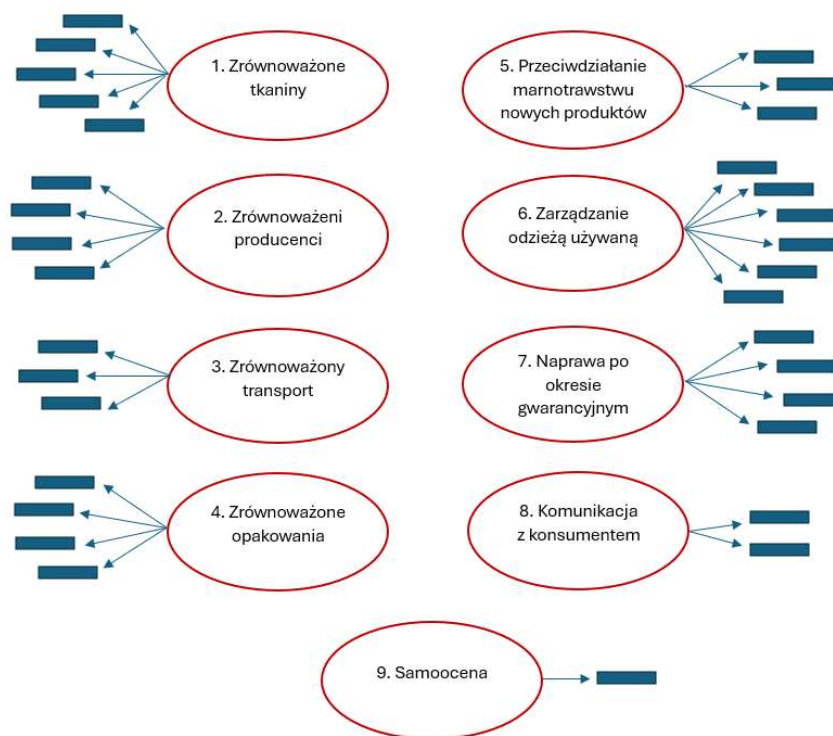 1. Zrównoważone
tkaniny
2. Zrównoważeni
producenci
3. Zrównoważony
transport
4. Zrównoważone
opakowania
5. Przeciwdziałanie
marnotrawstwu
nowych produktów
6. Zarządzanie
odzieżą używaną
7. Naprawa po
okresie
gwarancyjnym
8. Komunikacja
z konsumentem
9. Samoocena